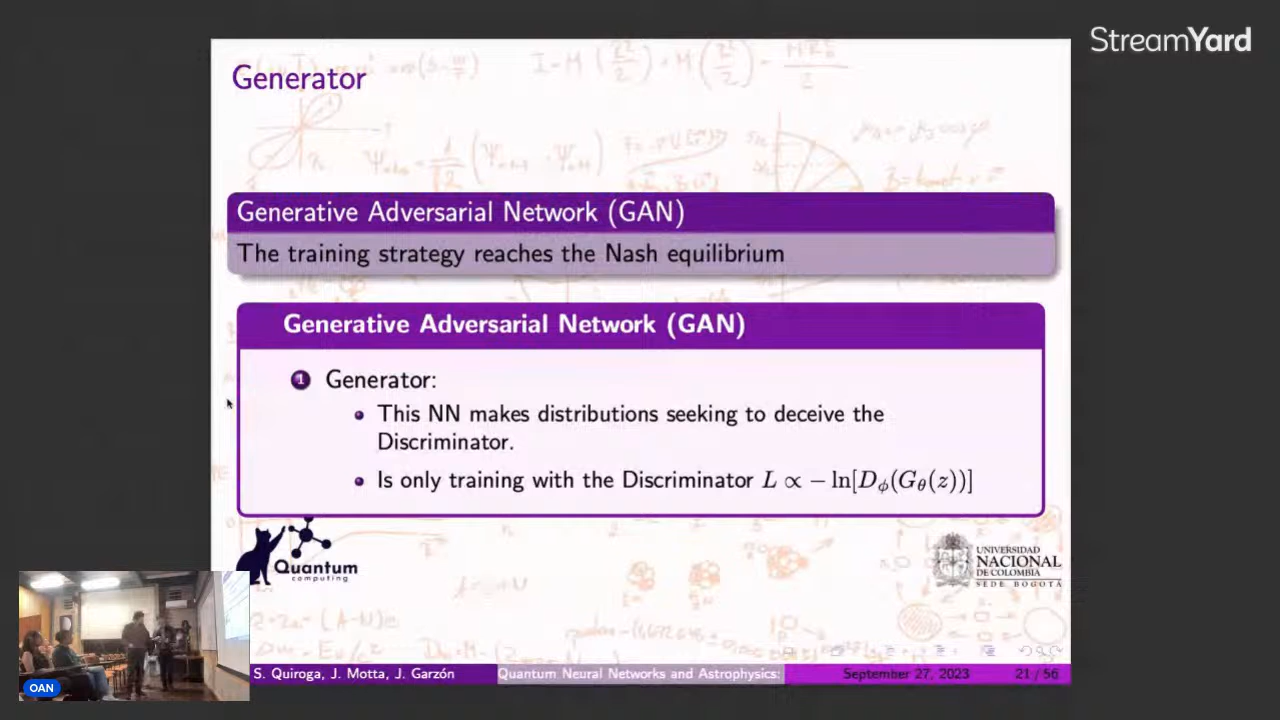 StreamYard
Generator
Generative Adversarial Network (GAN)
The training strategy reaches the Nash equilibrium
Generative Adversarial Network (GAN)
1 Generator:
This NN makes distributions seeking to deceive the
Discriminator.
Is only training with the Discriminator L ∝ − ln[Dϕ(Gθ(z))]
Quantum
computing
UNIVERSIDAD
NACIONAL
DE COLOMBIA
SEDE BOGOTÁ
OAN
S. Quiroga, J. Motta, J. Garzón
Quantum Neural Networks and Astrophysics:
September 27, 2023
21 / 56